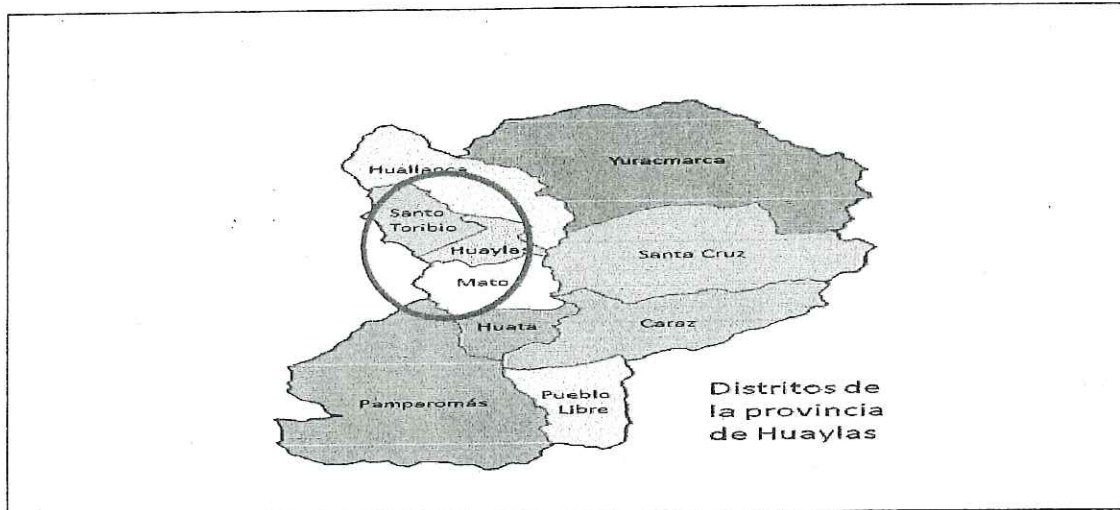 Yuracmarca
Huallanca
Santo
Toribio
Huaylas
Santa Cruz
Mato
Huata
Caraz
Pamparomás
Pueblo
Libre
Distritos de
la provincia
de Huaylas